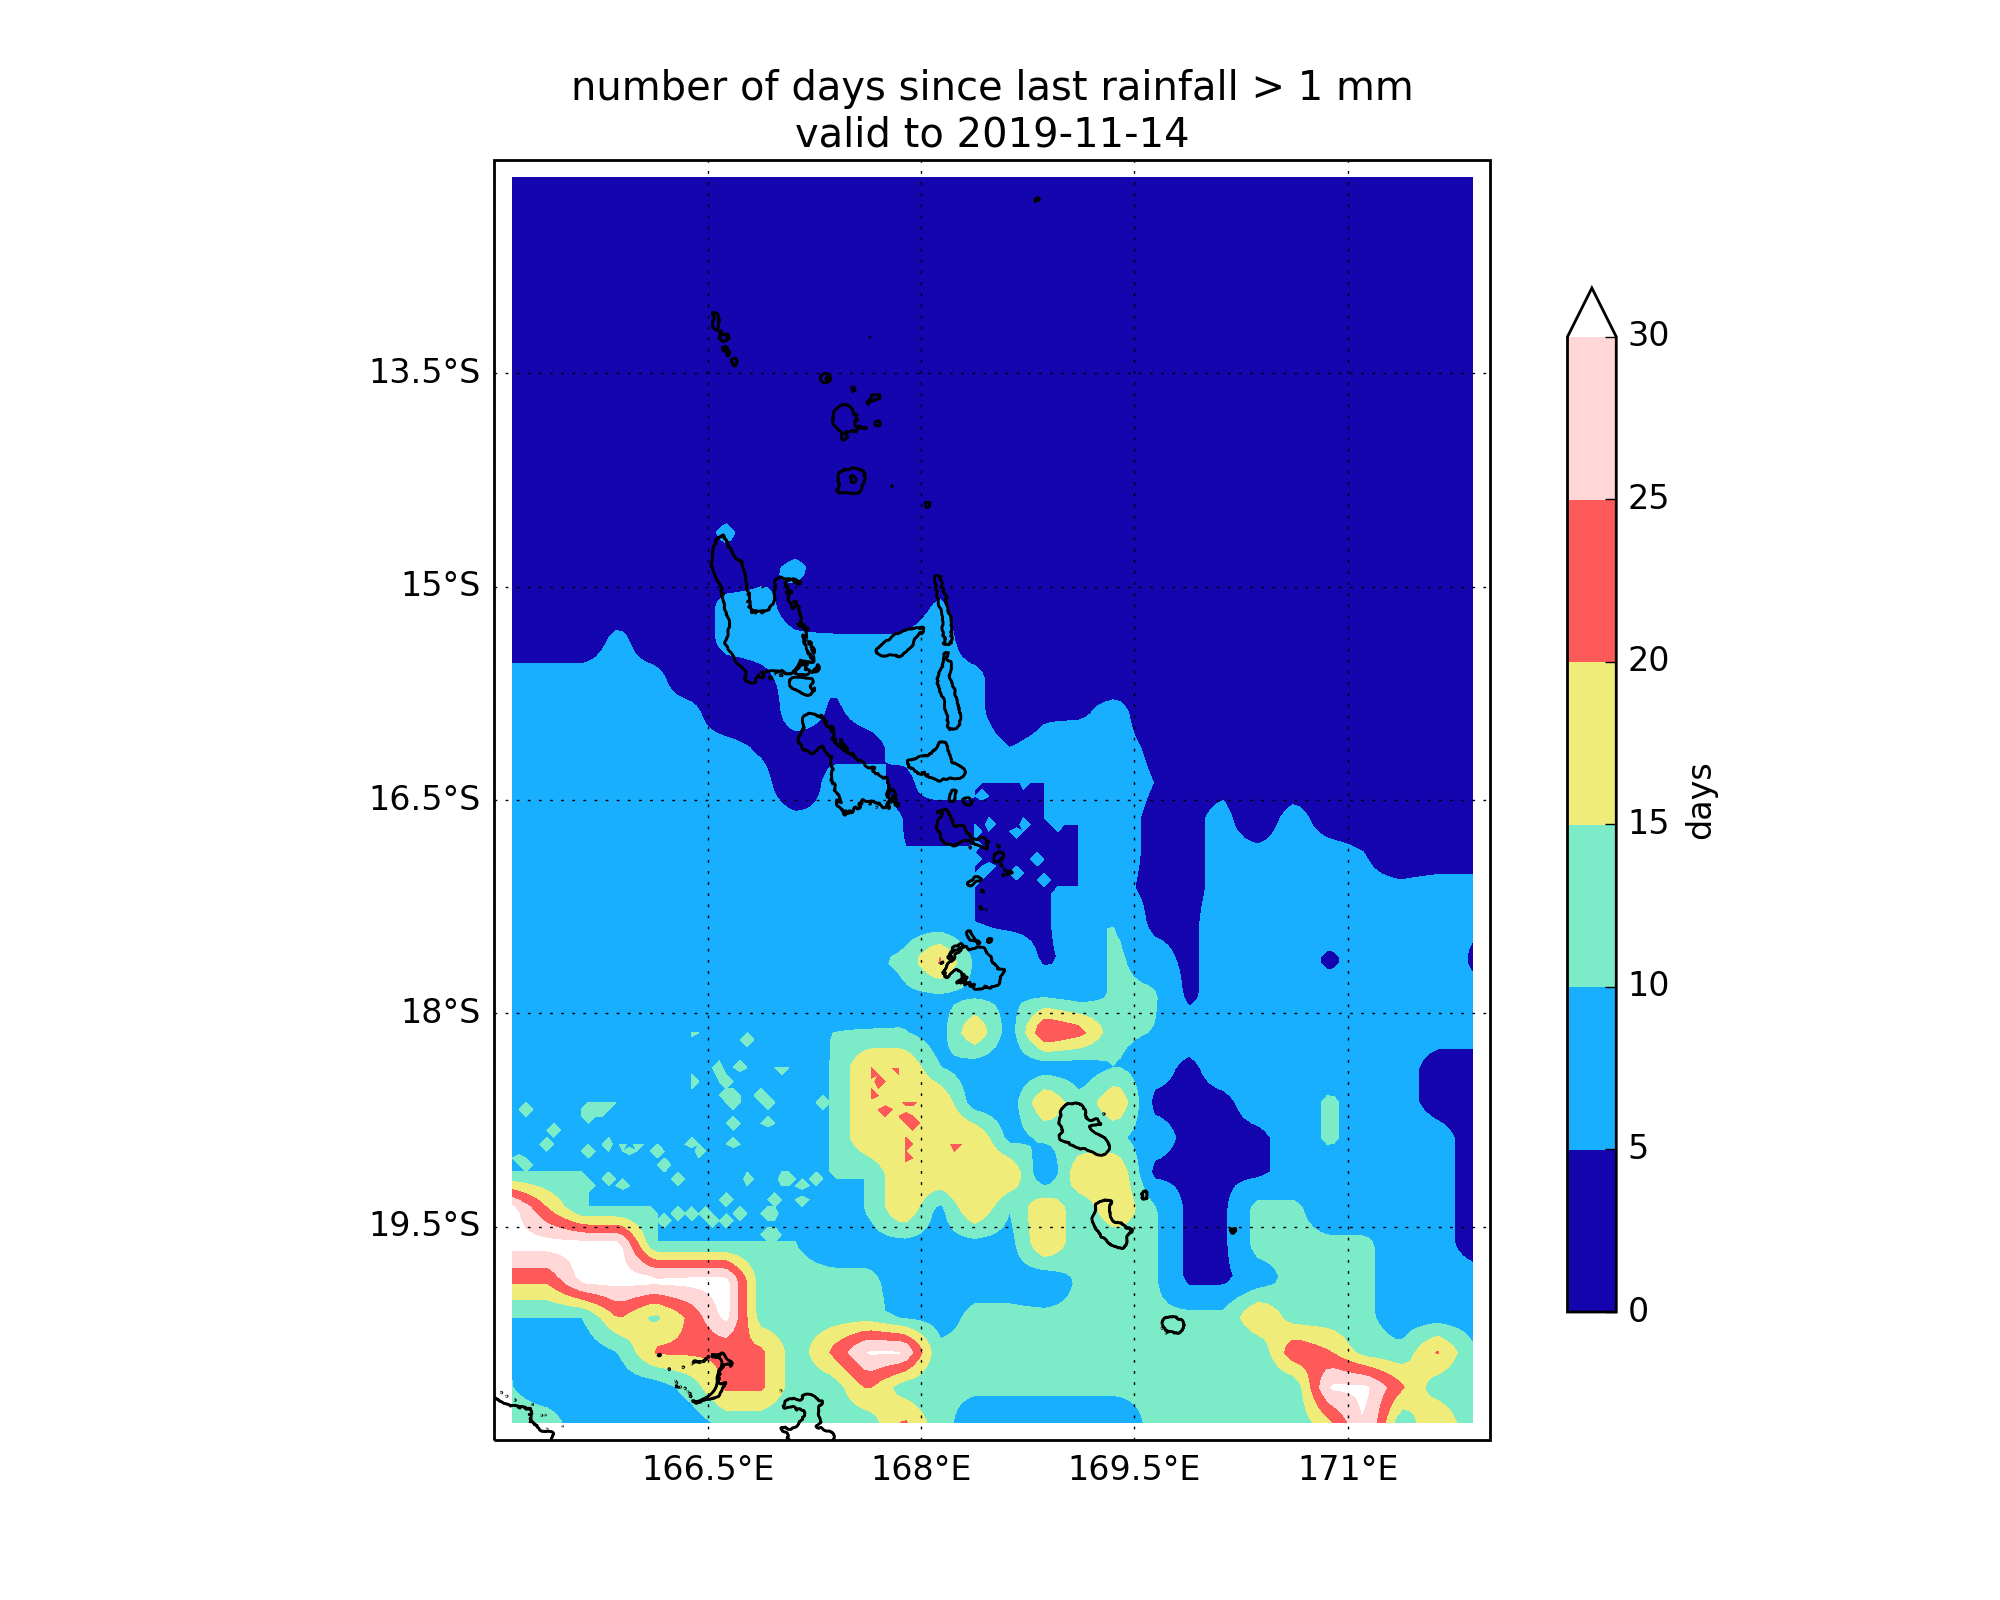 number of days since last rainfall > 1 mm
valid to 2019-11-14
13.5°S
15°S
16.5°S
18°S
19.5°S
166.5°E 168°E 169.5°E 171°E
30
25
20
15
10
5
0
days